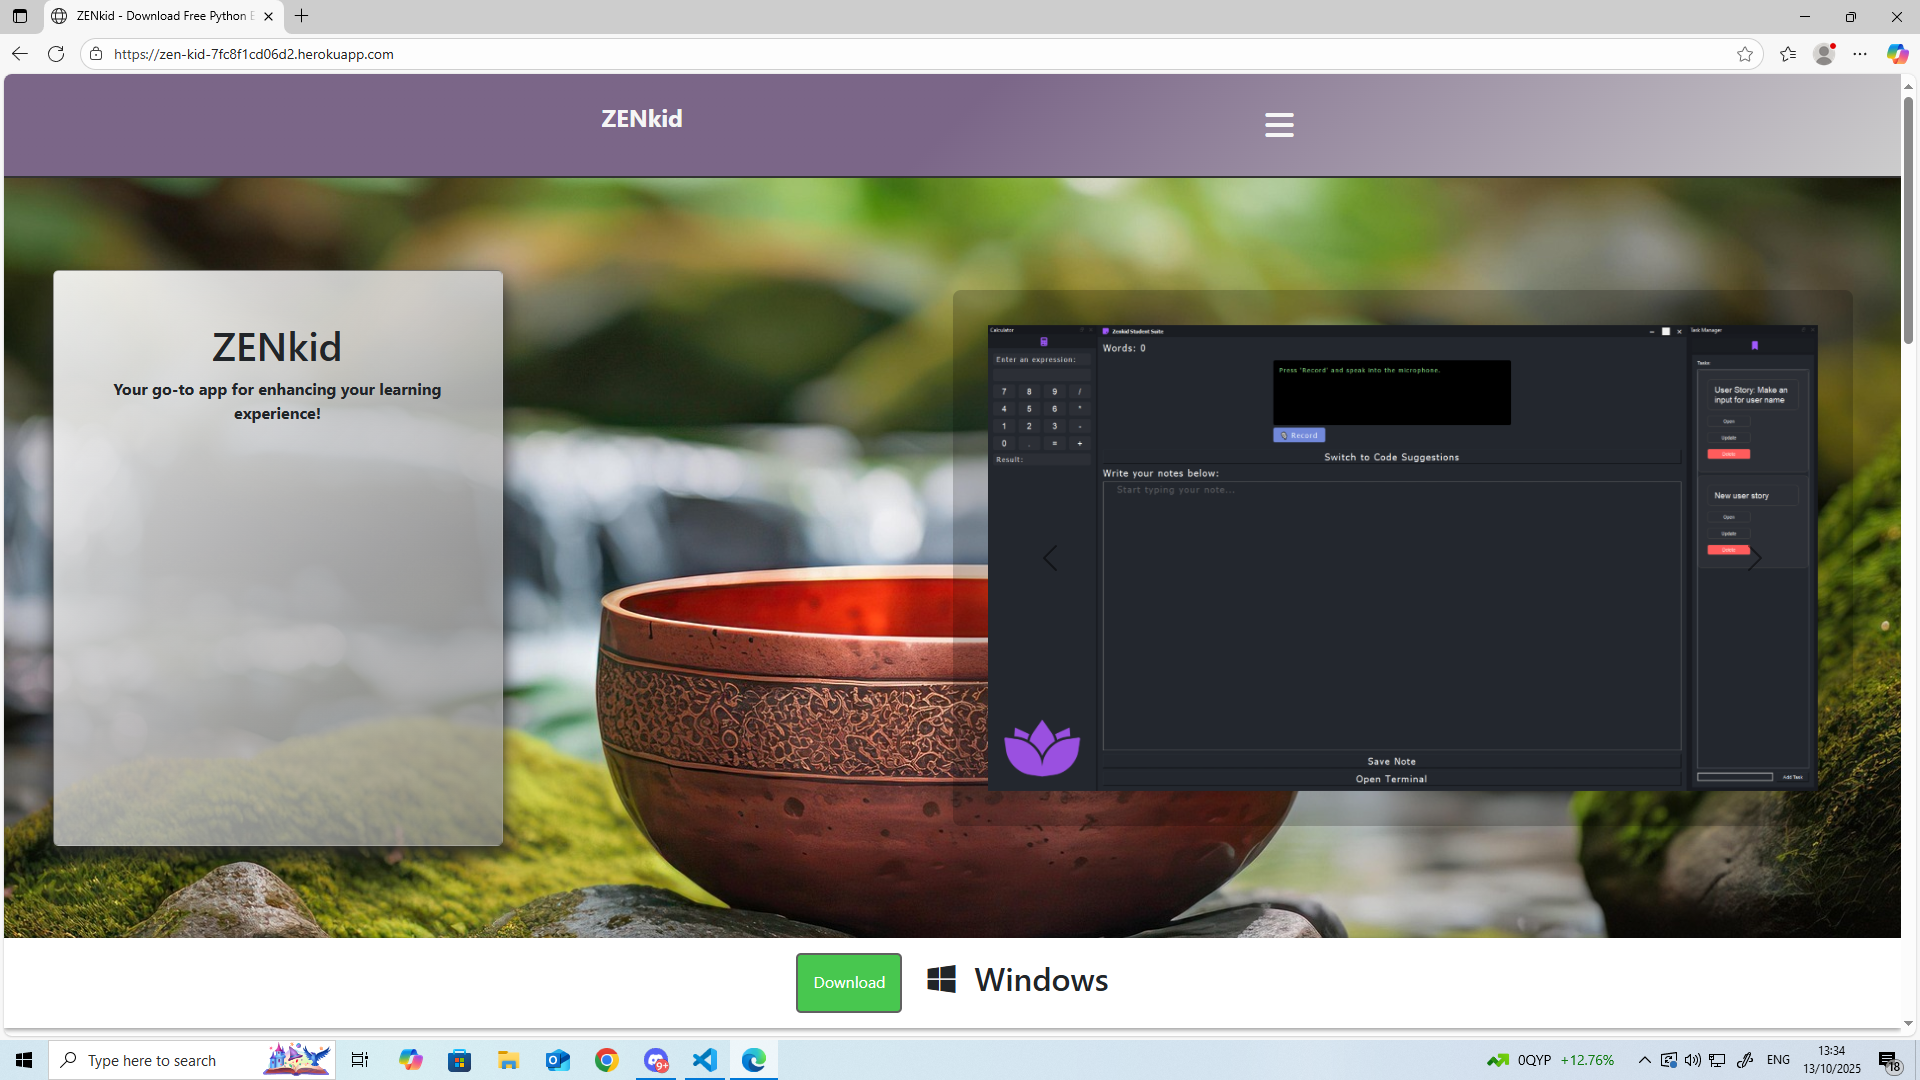 ZENkid - Download Free Python E
https://zen-kid-7fc8f1cd06d2.herokuapp.com
ZENkid
ZENkid
Your go-to app for enhancing your learning
experience!
Calculator
Enter an expression:
7 8 9 /
4 5 6 *
1 2 3 -
0 . = +
Result:
Zenkid Student Suite
Words: 0
Press 'Record' and speak into the microphone.
Record
Switch to Code Suggestions
Write your notes below:
Start typing your note...
Save Note
Open Terminal
Task Manager
Tasks
User Story: Make an
input for user name
Open
Update
Delete
New user story
Open
Update
Delete
Add Task
Download
Windows
Type here to search
9+
0QYP +12.76%
ENG
13:34
13/10/2025
18